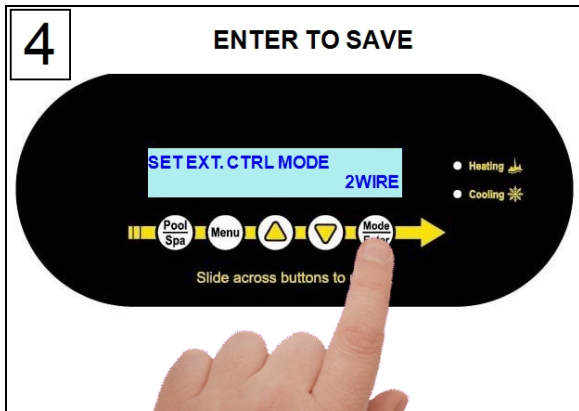 4
ENTER TO SAVE
SET EXT. CTRL MODE
2WIRE
Heating
Cooling
Pool
Spa
Menu
Mode
Slide across buttons to